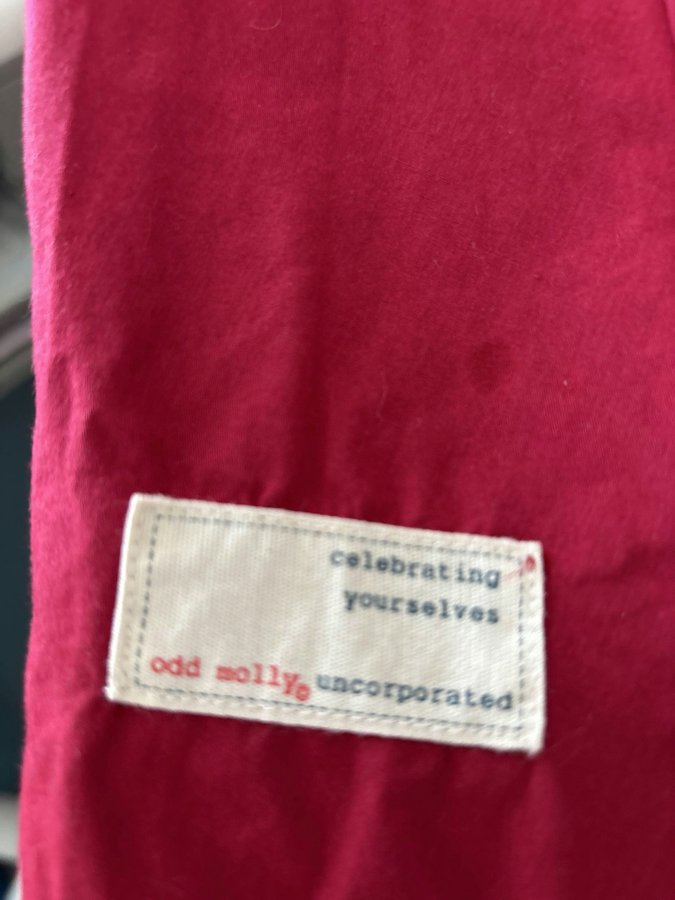 celebrating
yourselves
odd molly® uncorporated